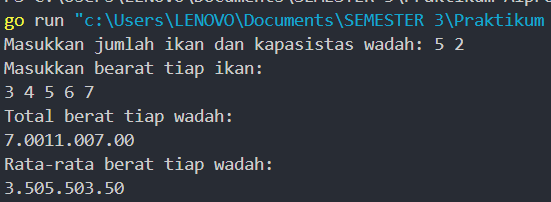 go run "c:\Users\LENOVO\Documents\SEMESTER 3\Praktikum
Masukkan jumlah ikan dan kapasistas wadah: 5 2
Masukkan bearat tiap ikan:
3 4 5 6 7
Total berat tiap wadah:
7.0011.007.00
Rata-rata berat tiap wadah:
3.505.503.50